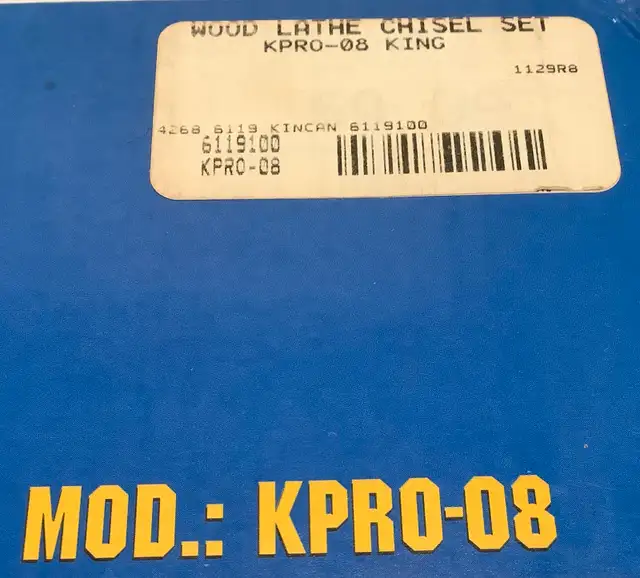 WOOD LATHE CHISEL SET
KPRO-08 KING
1129R8
4268 6119 KINCAN 6119100
6119100
KPRO-08
MOD.: KPRO-08